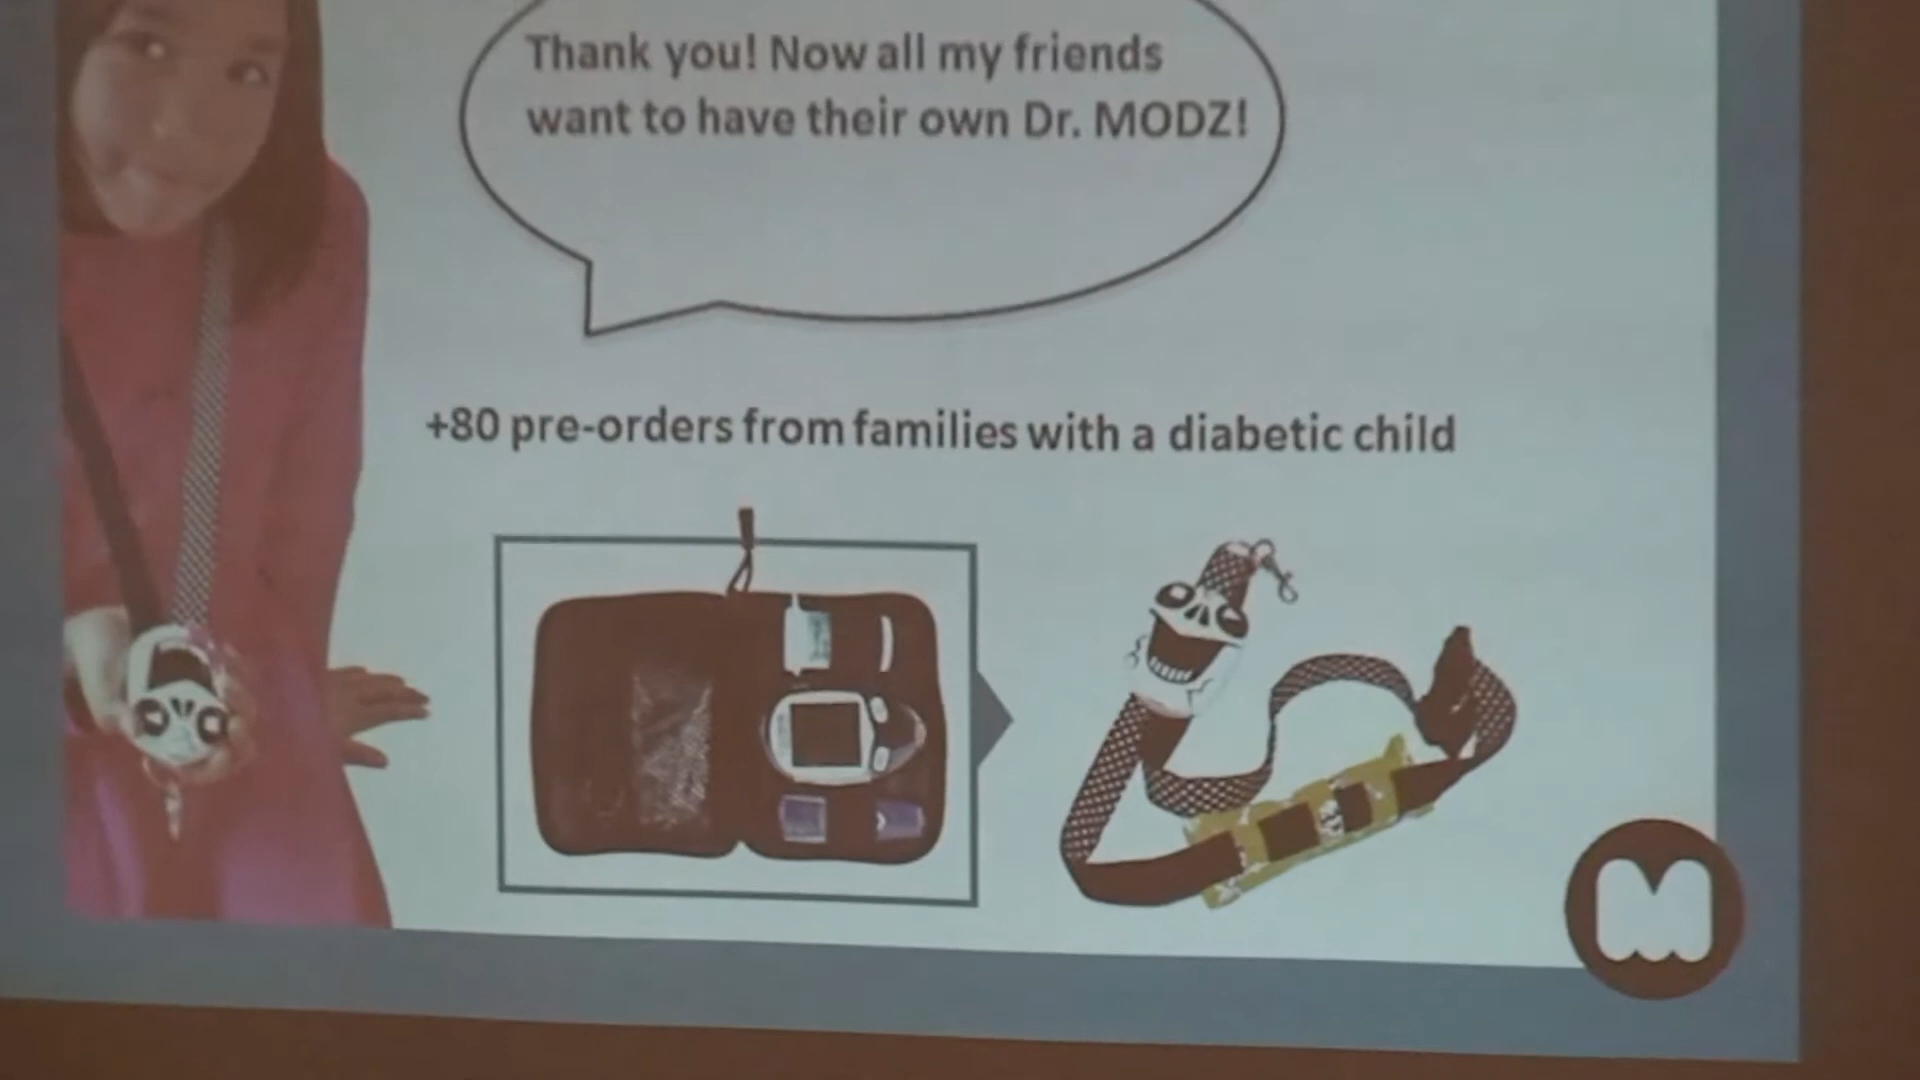 Thank you! Now all my friends
want to have their own Dr. MODZ!
+80 pre-orders from families with a diabetic child
M